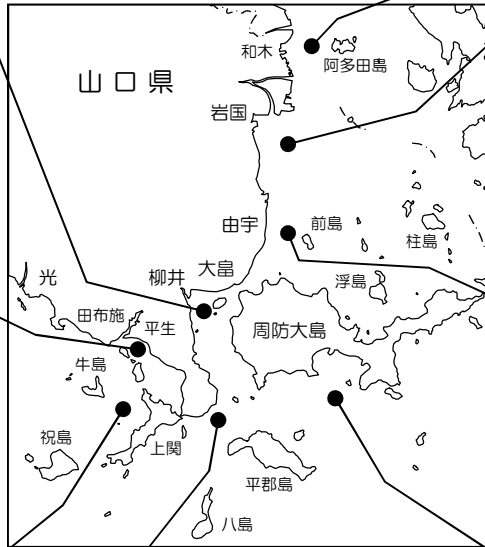 和木
阿多田島
山口県
岩国
由宇
前島
柱島
大畠
柳井
光
浮島
田布施
平生
周防大島
牛島
祝島
上関
平郡島
八島